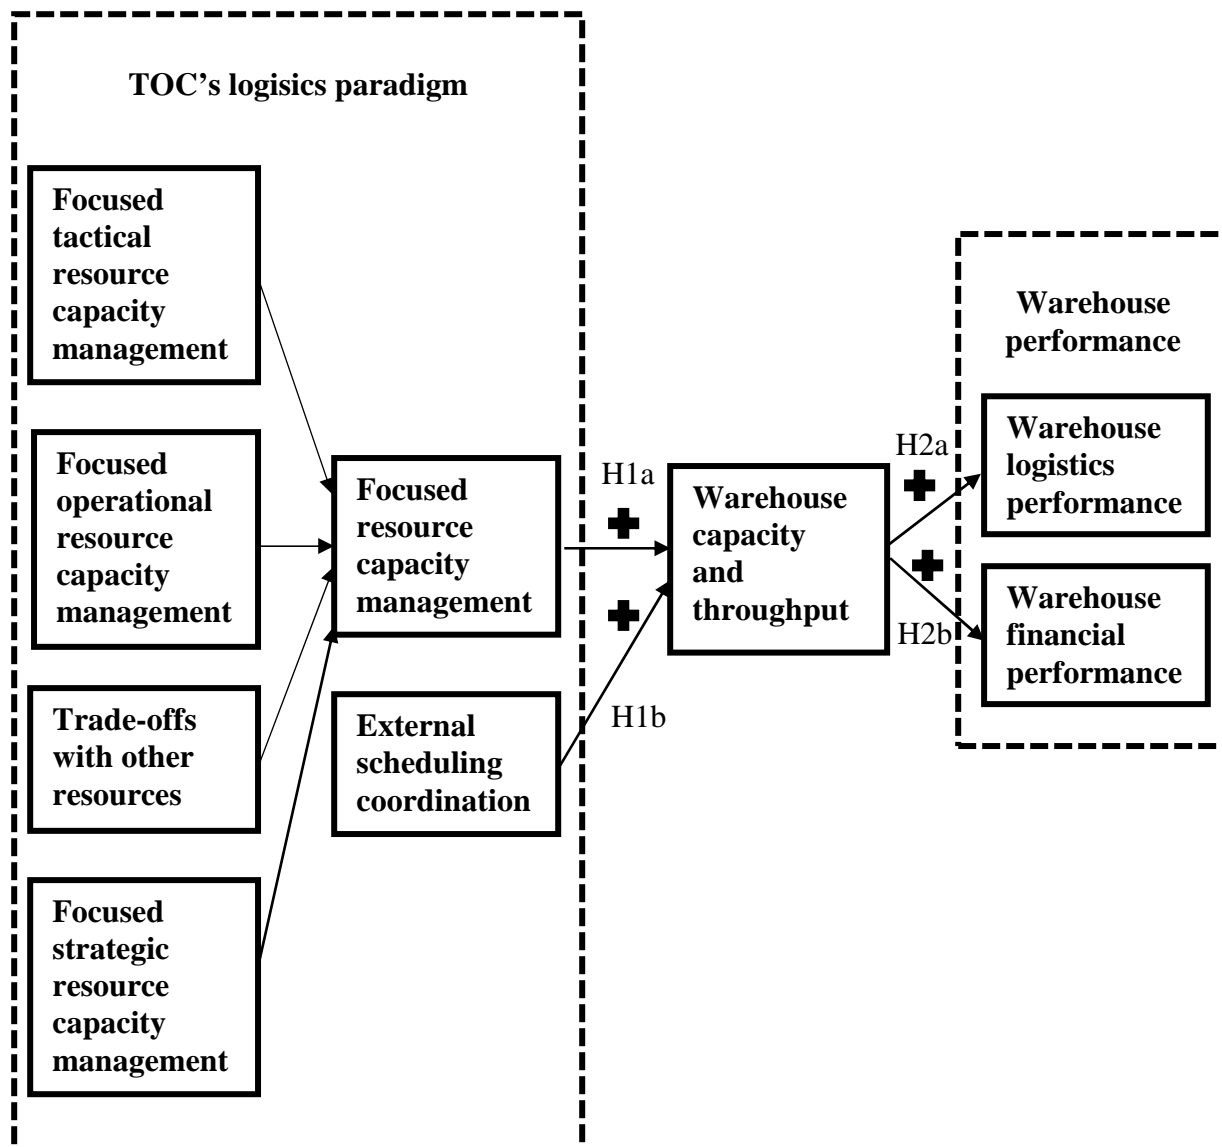 TOC’s logisics paradigm
Focused
tactical
resource
capacity
management
Focused
operational
resource
capacity
management
Trade-offs
with other
resources
Focused
strategic
resource
capacity
management
Focused
resource
capacity
management
External
scheduling
coordination
H1a
H1b
Warehouse
capacity
and
throughput
H2a
H2b
Warehouse
performance
Warehouse
logistics
performance
Warehouse
financial
performance